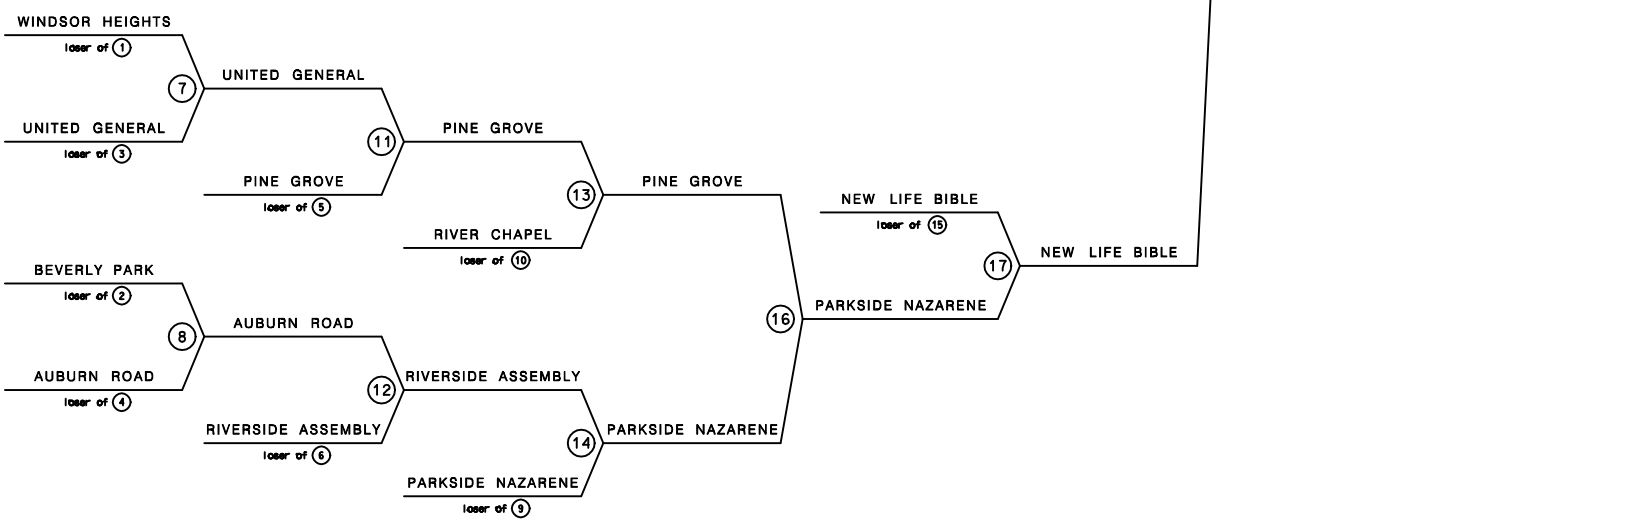 WINDSOR HEIGHTS
loser of 1
7
UNITED GENERAL
UNITED GENERAL
loser of 3
11
PINE GROVE
PINE GROVE
loser of 5
13
PINE GROVE
RIVER CHAPEL
loser of 10
NEW LIFE BIBLE
loser of 15
17
NEW LIFE BIBLE
BEVERLY PARK
loser of 2
8
AUBURN ROAD
AUBURN ROAD
loser of 4
12
RIVERSIDE ASSEMBLY
RIVERSIDE ASSEMBLY
loser of 6
14
PARKSIDE NAZARENE
PARKSIDE NAZARENE
loser of 9
16
PARKSIDE NAZARENE